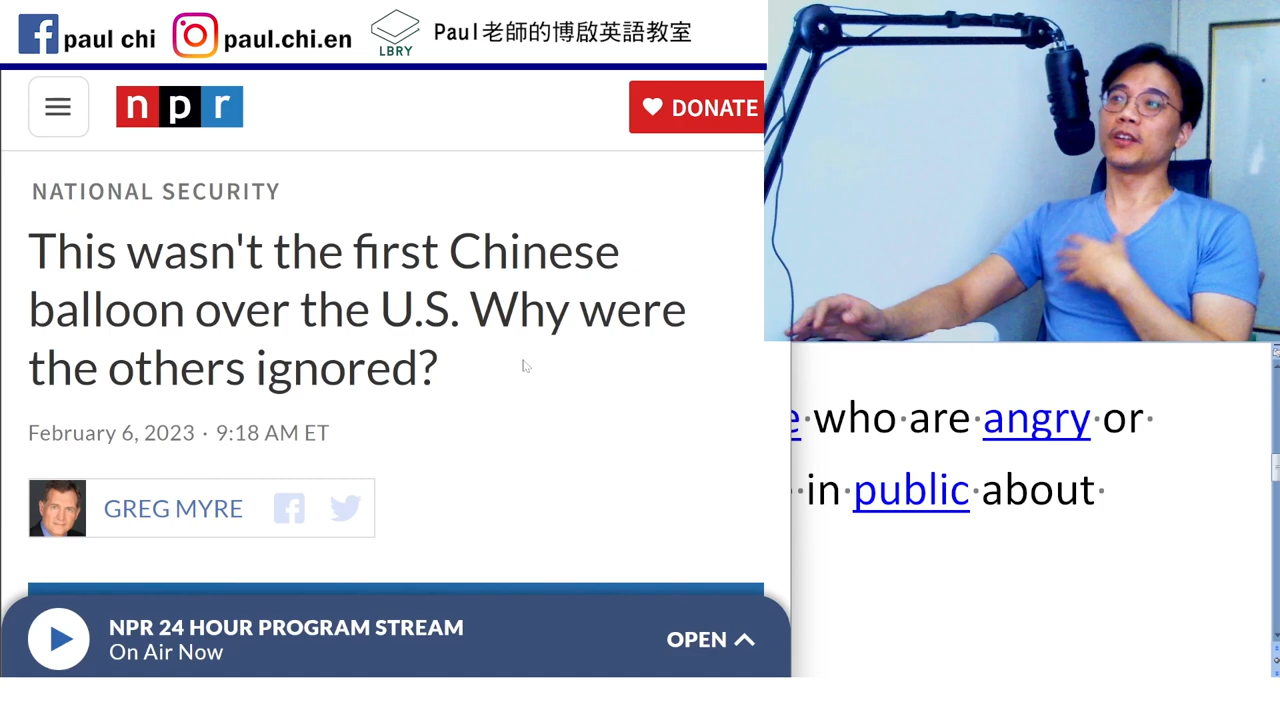 paul chi
paul.chi.en
LBRY
Paul老師的博啟英語教室
npr
DONATE
NATIONAL SECURITY
This wasn't the first Chinese
balloon over the U.S. Why were
the others ignored?
February 6, 2023 · 9:18 AM ET
GREG MYRE
NPR 24 HOUR PROGRAM STREAM
On Air Now
OPEN
e·who·are·angry·or·
·in·public·about·